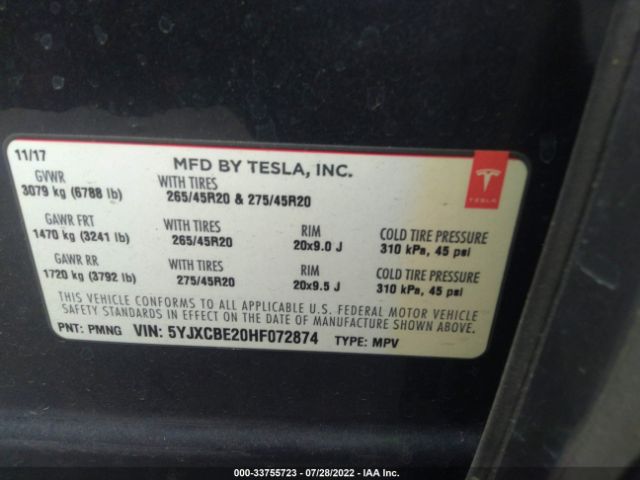 11/17
MFD BY TESLA, INC.
TESLA
GVWR
3079 kg (6788 lb)
WITH TIRES
265/45R20 & 275/45R20
GAWR FRT
1470 kg (3241 lb)
WITH TIRES
265/45R20
RIM
20x9.0 J
COLD TIRE PRESSURE
310 kPa, 45 psi
GAWR RR
1720 kg (3792 lb)
WITH TIRES
275/45R20
RIM
20x9.5 J
COLD TIRE PRESSURE
310 kPa, 45 psi
THIS VEHICLE CONFORMS TO ALL APPLICABLE U.S. FEDERAL MOTOR VEHICLE
SAFETY STANDARDS IN EFFECT ON THE DATE OF MANUFACTURE SHOWN ABOVE.
PNT: PMNG VIN: 5YJXCBE20HF072874 TYPE: MPV
000-33755723 / 07/28/2022 - IAA Inc.